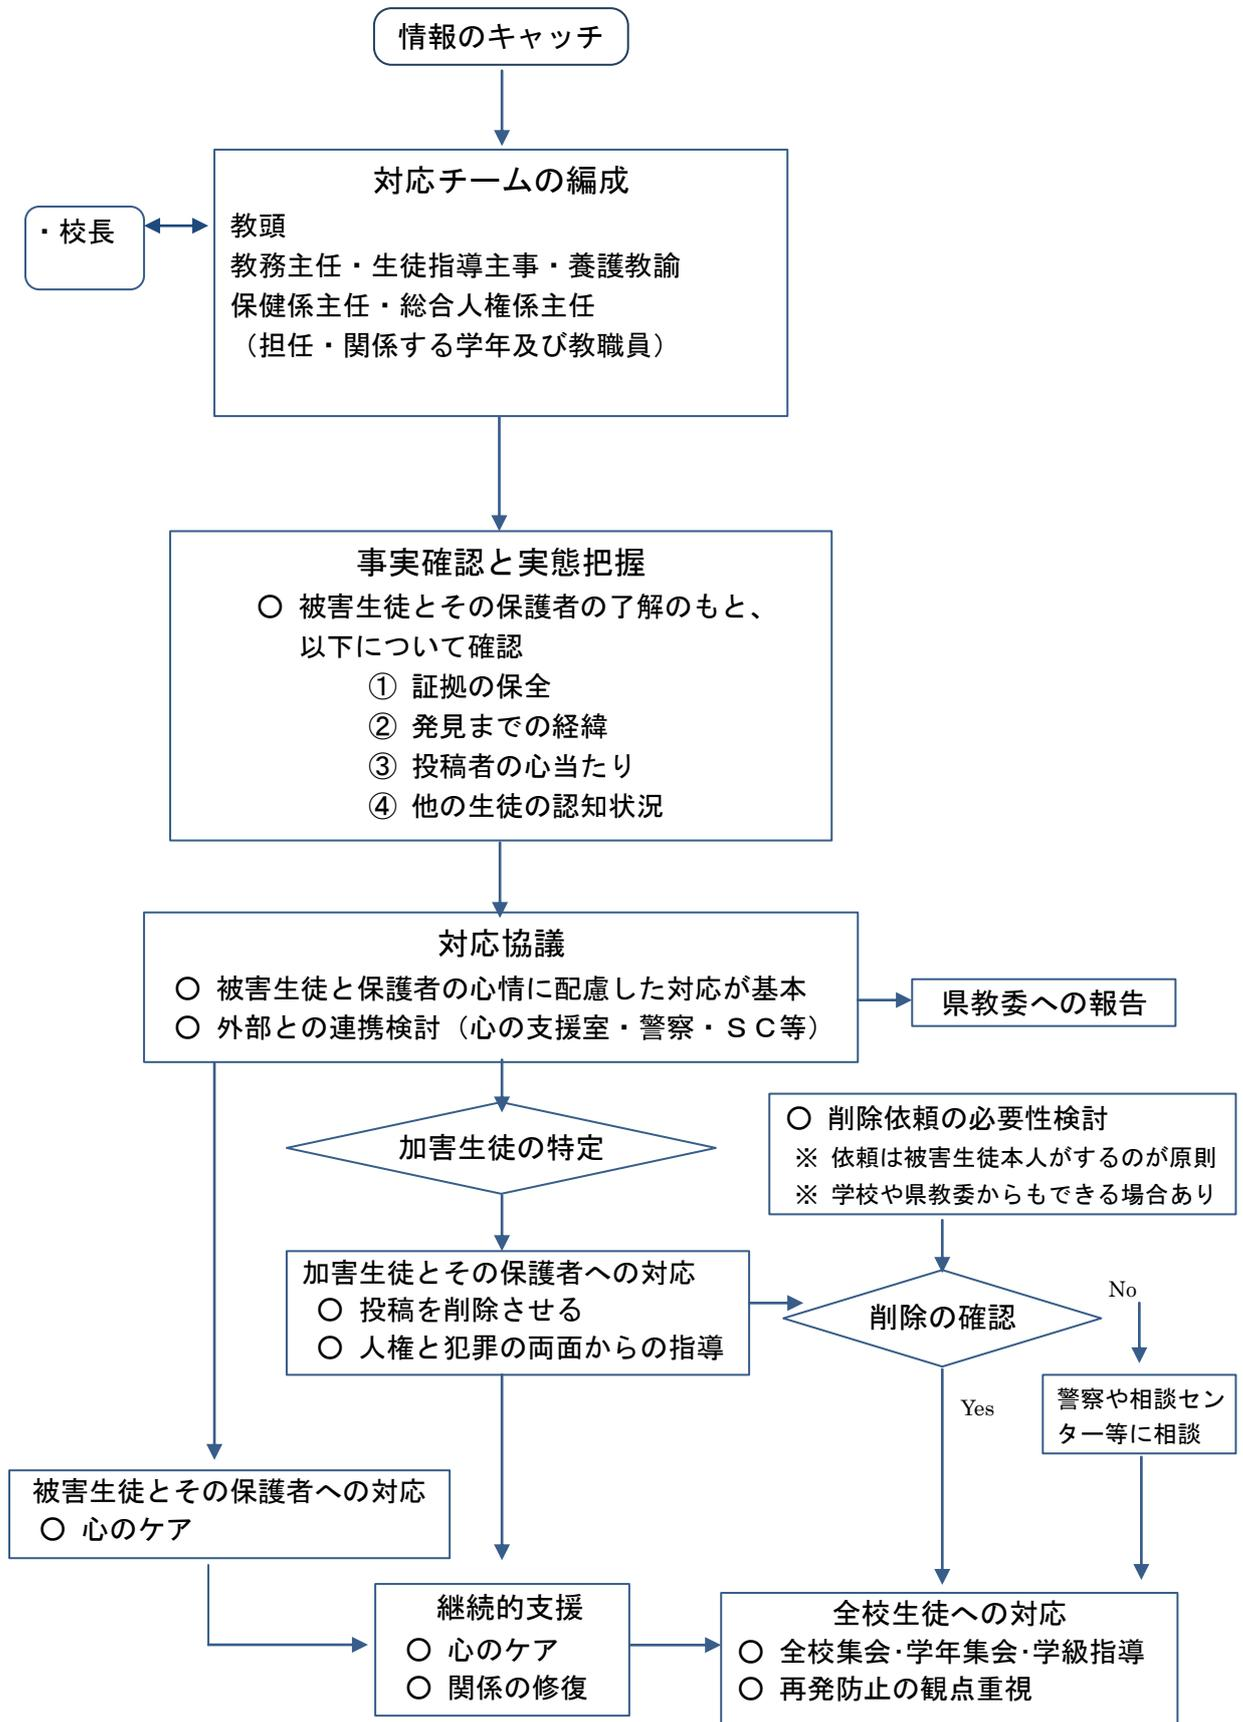 情報のキャッチ
対応チームの編成
・校長
教頭
教務主任・生徒指導主事・養護教諭
保健係主任・総合人権係主任
（担任・関係する学年及び教職員）
事実確認と実態把握
○ 被害生徒とその保護者の了解のもと、
以下について確認
① 証拠の保全
② 発見までの経緯
③ 投稿者の心当たり
④ 他の生徒の認知状況
対応協議
○ 被害生徒と保護者の心情に配慮した対応が基本
○ 外部との連携検討（心の支援室・警察・ＳＣ等）
県教委への報告
加害生徒の特定
○ 削除依頼の必要性検討
※ 依頼は被害生徒本人がするのが原則
※ 学校や県教委からもできる場合あり
加害生徒とその保護者への対応
○ 投稿を削除させる
○ 人権と犯罪の両面からの指導
削除の確認
No
Yes
警察や相談セン
ター等に相談
被害生徒とその保護者への対応
○ 心のケア
継続的支援
○ 心のケア
○ 関係の修復
全校生徒への対応
○ 全校集会・学年集会・学級指導
○ 再発防止の観点重視